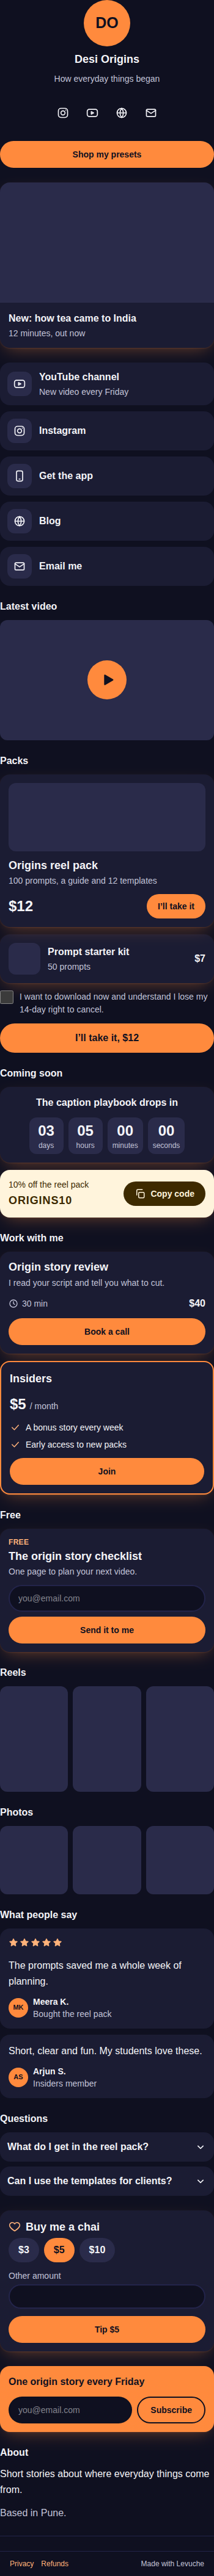 DO
Desi Origins
How everyday things began
Shop my presets
New: how tea came to India
12 minutes, out now
YouTube channel
New video every Friday
Instagram
Get the app
Blog
Email me
Latest video
Packs
Origins reel pack
100 prompts, a guide and 12 templates
$12
I'll take it
Prompt starter kit
50 prompts
$7
I want to download now and understand I lose my
14-day right to cancel.
I'll take it, $12
Coming soon
The caption playbook drops in
03 05 00 00
days hours minutes seconds
10% off the reel pack
ORIGINS10
Copy code
Work with me
Origin story review
I read your script and tell you what to cut.
30 min
$40
Book a call
Insiders
$5 / month
A bonus story every week
Early access to new packs
Join
Free
FREE
The origin story checklist
One page to plan your next video.
you@email.com
Send it to me
Reels
Photos
What people say
The prompts saved me a whole week of
planning.
MK
Meera K.
Bought the reel pack
Short, clear and fun. My students love these.
AS
Arjun S.
Insiders member
Questions
What do I get in the reel pack?
Can I use the templates for clients?
Buy me a chai
$3 $5 $10
Other amount
Tip $5
One origin story every Friday
you@email.com
Subscribe
About
Short stories about where everyday things come
from.
Based in Pune.
Privacy Refunds
Made with Levuche